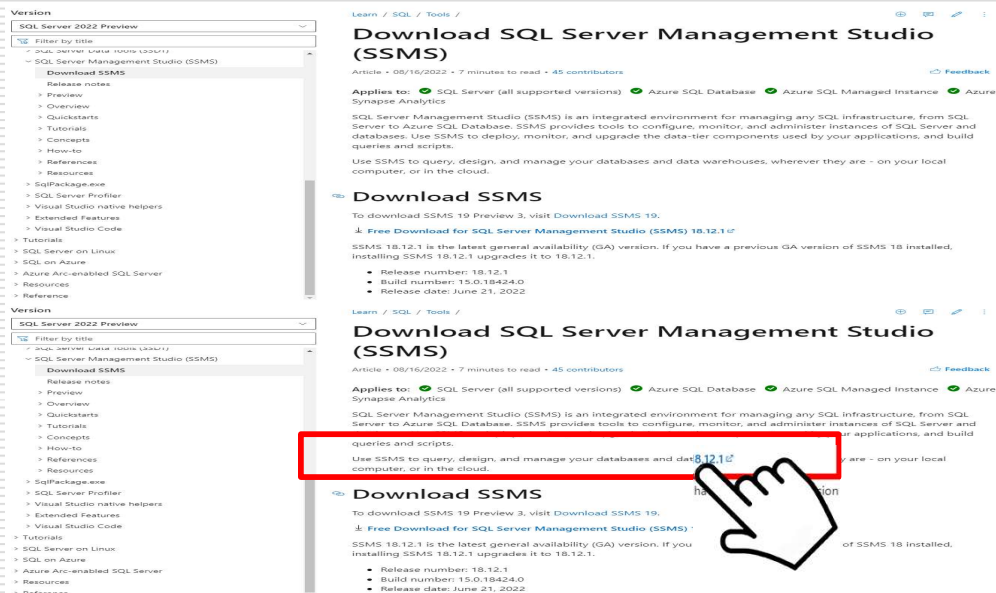 Version
SQL Server 2022 Preview
Filter by title
> SQL Server Data Tools (SSDT)
SQL Server Management Studio (SSMS)
Download SSMS
Release notes
> Preview
> Overview
> Quickstarts
> Tutorials
> Concepts
> How-to
> References
> Resources
> SqlPackage.exe
> SQL Server Profiler
> Visual Studio native helpers
> Extended Features
> Visual Studio Code
> Tutorials
> SQL Server on Linux
> SQL on Azure
> Azure Arc-enabled SQL Server
> Resources
> Reference
Learn / SQL / Tools /
Download SQL Server Management Studio
(SSMS)
Article • 08/16/2022 • 7 minutes to read • 45 contributors
Feedback
Applies to: SQL Server (all supported versions) Azure SQL Database Azure SQL Managed Instance Azure
Synapse Analytics
SQL Server Management Studio (SSMS) is an integrated environment for managing any SQL infrastructure, from SQL
Server to Azure SQL Database. SSMS provides tools to configure, monitor, and administer instances of SQL Server and
databases. Use SSMS to deploy, monitor, and upgrade the data-tier components used by your applications, and build
queries and scripts.
Use SSMS to query, design, and manage your databases and data warehouses, wherever they are - on your local
computer, or in the cloud.
Download SSMS
To download SSMS 19 Preview 3, visit Download SSMS 19.
Free Download for SQL Server Management Studio (SSMS) 18.12.1
SSMS 18.12.1 is the latest general availability (GA) version. If you have a previous GA version of SSMS 18 installed,
installing SSMS 18.12.1 upgrades it to 18.12.1.
• Release number: 18.12.1
• Build number: 15.0.18424.0
• Release date: June 21, 2022
Version
SQL Server 2022 Preview
Filter by title
> SQL Server Data Tools (SSDT)
SQL Server Management Studio (SSMS)
Download SSMS
Release notes
> Preview
> Overview
> Quickstarts
> Tutorials
> Concepts
> How-to
> References
> Resources
> SqlPackage.exe
> SQL Server Profiler
> Visual Studio native helpers
> Extended Features
> Visual Studio Code
> Tutorials
> SQL Server on Linux
> SQL on Azure
> Azure Arc-enabled SQL Server
> Resources
> Reference
Learn / SQL / Tools /
Download SQL Server Management Studio
(SSMS)
Article • 08/16/2022 • 7 minutes to read • 45 contributors
Feedback
Applies to: SQL Server (all supported versions) Azure SQL Database Azure SQL Managed Instance Azure
Synapse Analytics
SQL Server Management Studio (SSMS) is an integrated environment for managing any SQL infrastructure, from SQL
Server to Azure SQL Database. SSMS provides tools to configure, monitor, and administer instances of SQL Server and
applications, and build
queries and scripts.
Use SSMS to query, design, and manage your databases and dat 8.12.1 y are - on your local
computer, or in the cloud.
Download SSMS
To download SSMS 19 Preview 3, visit Download SSMS 19.
Free Download for SQL Server Management Studio (SSMS)
SSMS 18.12.1 is the latest general availability (GA) version. If you of SSMS 18 installed,
installing SSMS 18.12.1 upgrades it to 18.12.1.
• Release number: 18.12.1
• Build number: 15.0.18424.0
• Release date: June 21, 2022